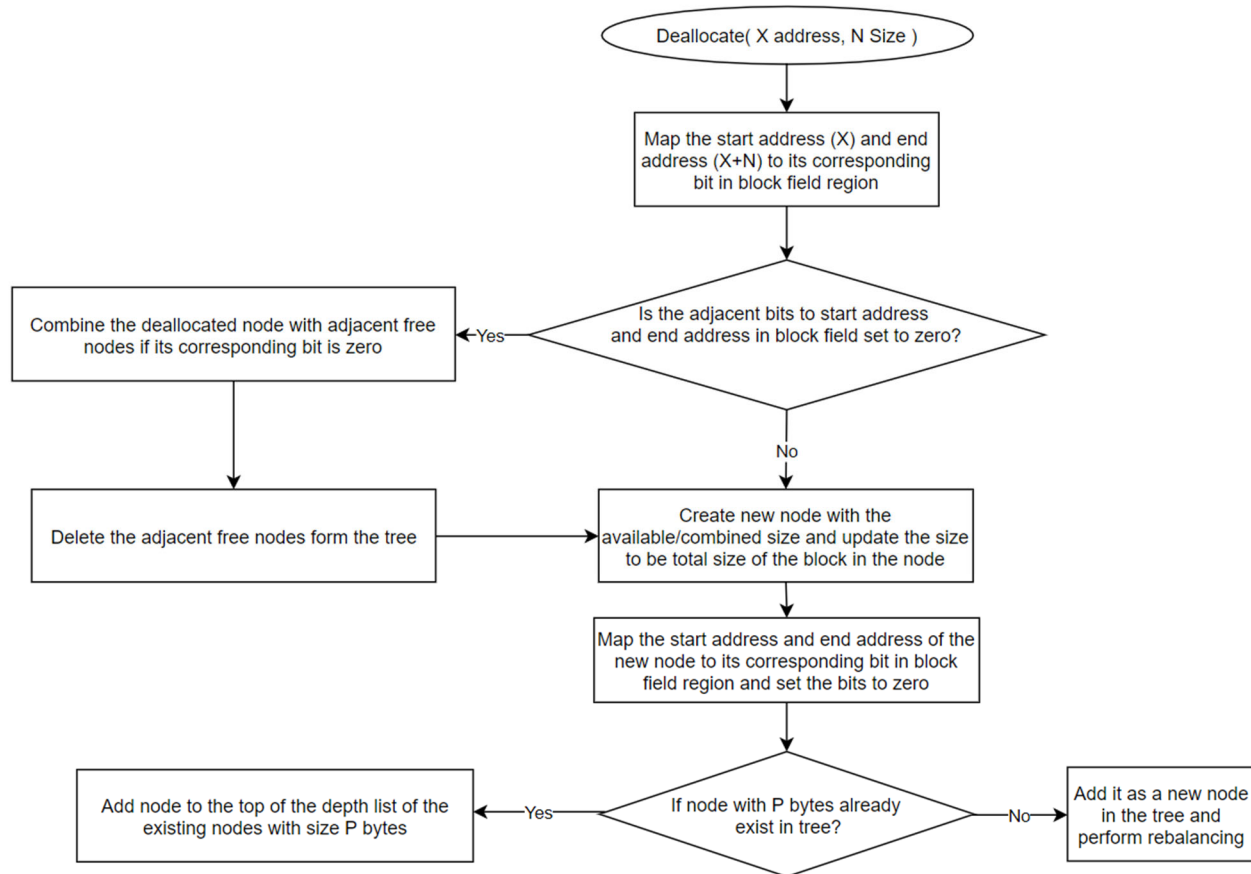 Deallocate( X address, N Size )
Map the start address (X) and end
address (X+N) to its corresponding
bit in block field region
Is the adjacent bits to start address
and end address in block field set to zero?
Yes
Combine the deallocated node with adjacent free
nodes if its corresponding bit is zero
No
Delete the adjacent free nodes form the tree
Create new node with the
available/combined size and update the size
to be total size of the block in the node
Map the start address and end address of the
new node to its corresponding bit in block
field region and set the bits to zero
If node with P bytes already
exist in tree?
Yes
Add node to the top of the depth list of the
existing nodes with size P bytes
No
Add it as a new node
in the tree and
perform rebalancing